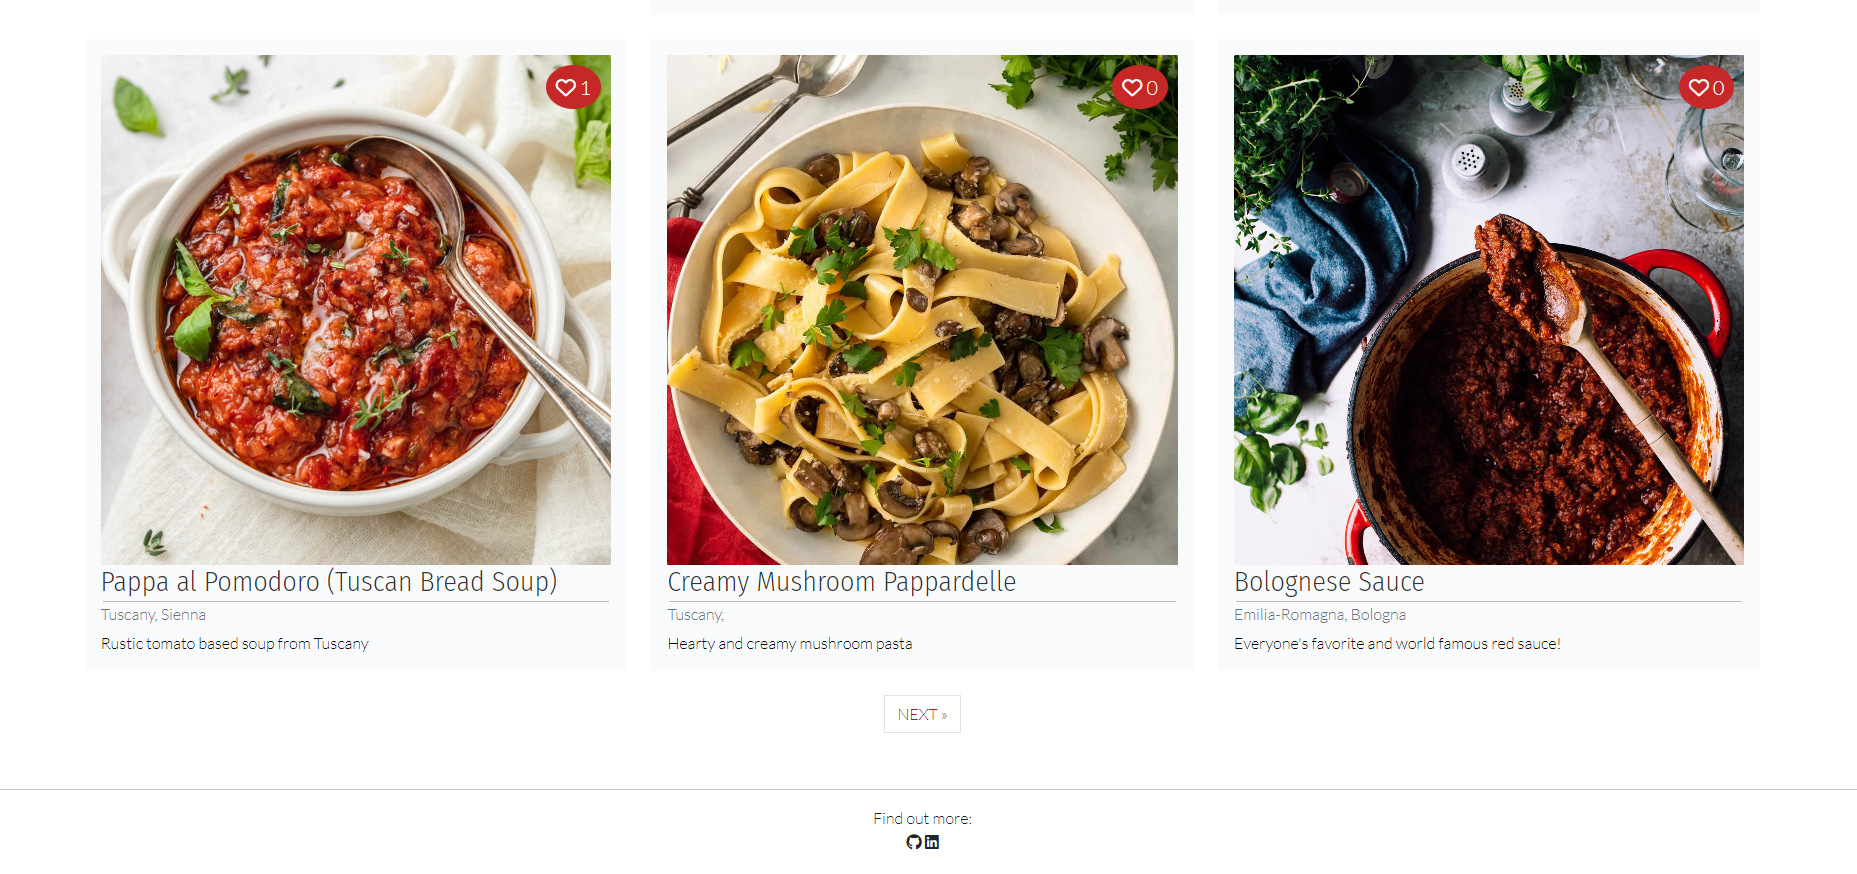 1
0
0
Pappa al Pomodoro (Tuscan Bread Soup)
Tuscany, Sienna
Rustic tomato based soup from Tuscany
Creamy Mushroom Pappardelle
Tuscany,
Hearty and creamy mushroom pasta
Bolognese Sauce
Emilia-Romagna, Bologna
Everyone's favorite and world famous red sauce!
NEXT »
Find out more: